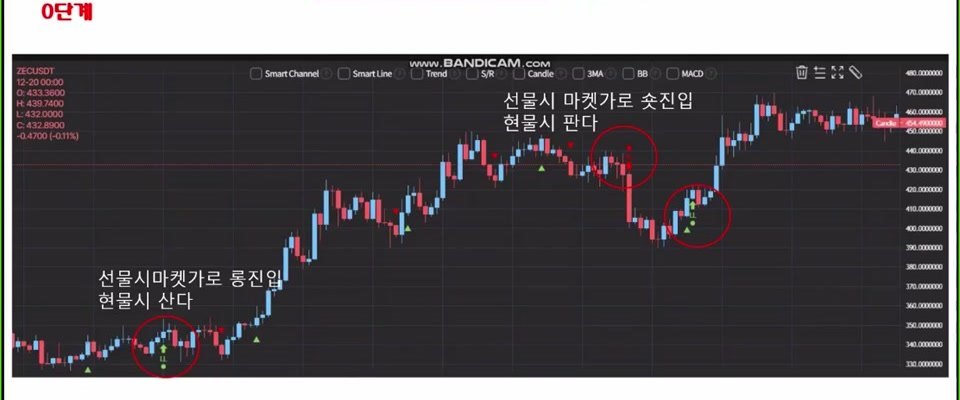 0단계
WWW.BANDICAM.COM
ZECUSDT
12-20 00:00
O: 433.3600
H: 439.7400
L: 432.0000
C: 432.8900
-0.4700 (-0.11%)
Smart Channel ? Smart Line ? Trend ? S/R ? Candle ? 3MA ? BB ? MACD ?
선물시 마켓가로 숏진입
현물시 판다
선물시마켓가로 롱진입
현물시 산다
LL
LL
480.0000000
460.0000000
Candle 454.4900000
450.0000000
440.0000000
430.0000000
420.0000000
410.0000000
400.0000000
390.0000000
380.0000000
370.0000000
360.0000000
350.0000000
340.0000000
330.0000000